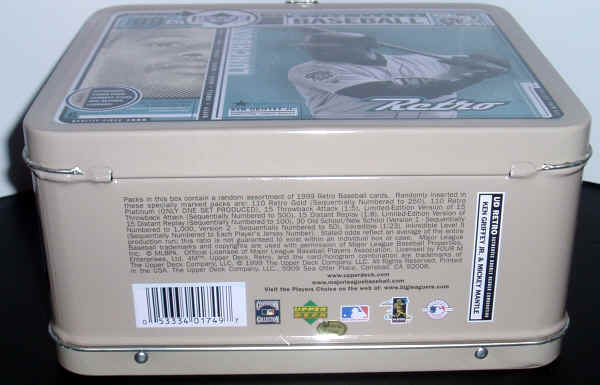 BASEBALL
LUNCHBOX
KEN GRIFFEY JR.
Retro
Packs in this box contain a random assortment of 1999 Retro Baseball cards. Randomly inserted in
these specially marked packs are: 110 Retro Gold (Sequentially Numbered to 250), 110 Retro
Platinum (ONLY ONE SET PRODUCED), 15 Throwback Attack (1:5), Limited Edition Version of 15
Throwback Attack (Sequentially Numbered to 500), 15 Distant Replay (1:8), Limited-Edition Version of
15 Distant Replay (Sequentially Numbered to 100), 30 Old School/New School (Version 1 - Sequentially
Numbered to 1,000, Version 2 - Sequentially Numbered to 50), INKredible (1:23), INKredible Level 2
(Sequentially Numbered to Each Player's Jersey Number). Stated odds reflect an average of the entire
production run; this ratio is not guaranteed to exist within an individual box or case. Major League
Baseball trademarks and copyrights are used with permission of Major League Baseball Properties,
Inc. © MLBPA. Official Licensee of Major League Baseball Players Association. Element of FOUR M
Enterprises, Ltd. 4M™. Upper Deck, Retro, and the card/hologram combination are trademarks of
The Upper Deck Company, LLC. © 1999 The Upper Deck Company, LLC. All Rights Reserved. Printed
in the USA. The Upper Deck Company, LLC., 5909 Sea Otter Place, Carlsbad, CA 92008.
www.upperdeck.com
www.majorleaguebaseball.com
Visit the Players Choice on the web at: www.bigleaguers.com
UD RETRO
KEN GRIFFEY JR. & MICKEY MANTLE
0 53334 01749 7
UPPER
DECK